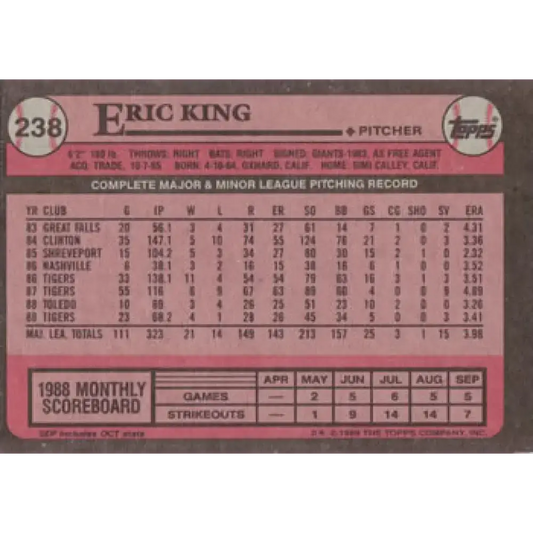 238 ERIC KING ◆ PITCHER Topps
6'2" 180 lb. THROWS: RIGHT BATS: RIGHT SIGNED: GIANTS-1983, AS FREE AGENT
ACQ. TRADE, 10-7-85 BORN: 4-10-64, OXNARD, CALIF. HOME: SIMI CALLEY, CALIF.
COMPLETE MAJOR & MINOR LEAGUE PITCHING RECORD
YR CLUB G IP W L R ER SO BB GS CG SHO SV ERA
83 GREAT FALLS 20 56.1 3 4 31 27 61 14 7 1 0 2 4.31
84 CLINTON 35 147.1 5 10 74 55 124 76 21 2 0 3 3.36
85 SHREVEPORT 15 104.2 5 3 34 27 80 30 15 2 1 0 2.32
86 NASHVILLE 6 38.1 3 2 16 15 38 16 6 1 0 0 3.52
86 TIGERS 33 138.1 11 4 54 54 79 63 16 3 1 3 3.51
87 TIGERS 55 116 6 9 67 63 89 60 4 0 0 9 4.89
88 TOLEDO 10 69 3 4 26 25 51 23 10 2 0 0 3.26
88 TIGERS 23 68.2 4 1 28 26 45 34 5 0 0 3 3.41
MAJ. LEA. TOTALS 111 323 21 14 149 143 213 157 25 3 1 15 3.98
1988 MONTHLY SCOREBOARD
APR MAY JUN JUL AUG SEP
GAMES — 2 5 6 5 5
STRIKEOUTS — 1 9 14 14 7
SEP includes OCT stats © 1989 THE TOPPS COMPANY, INC.